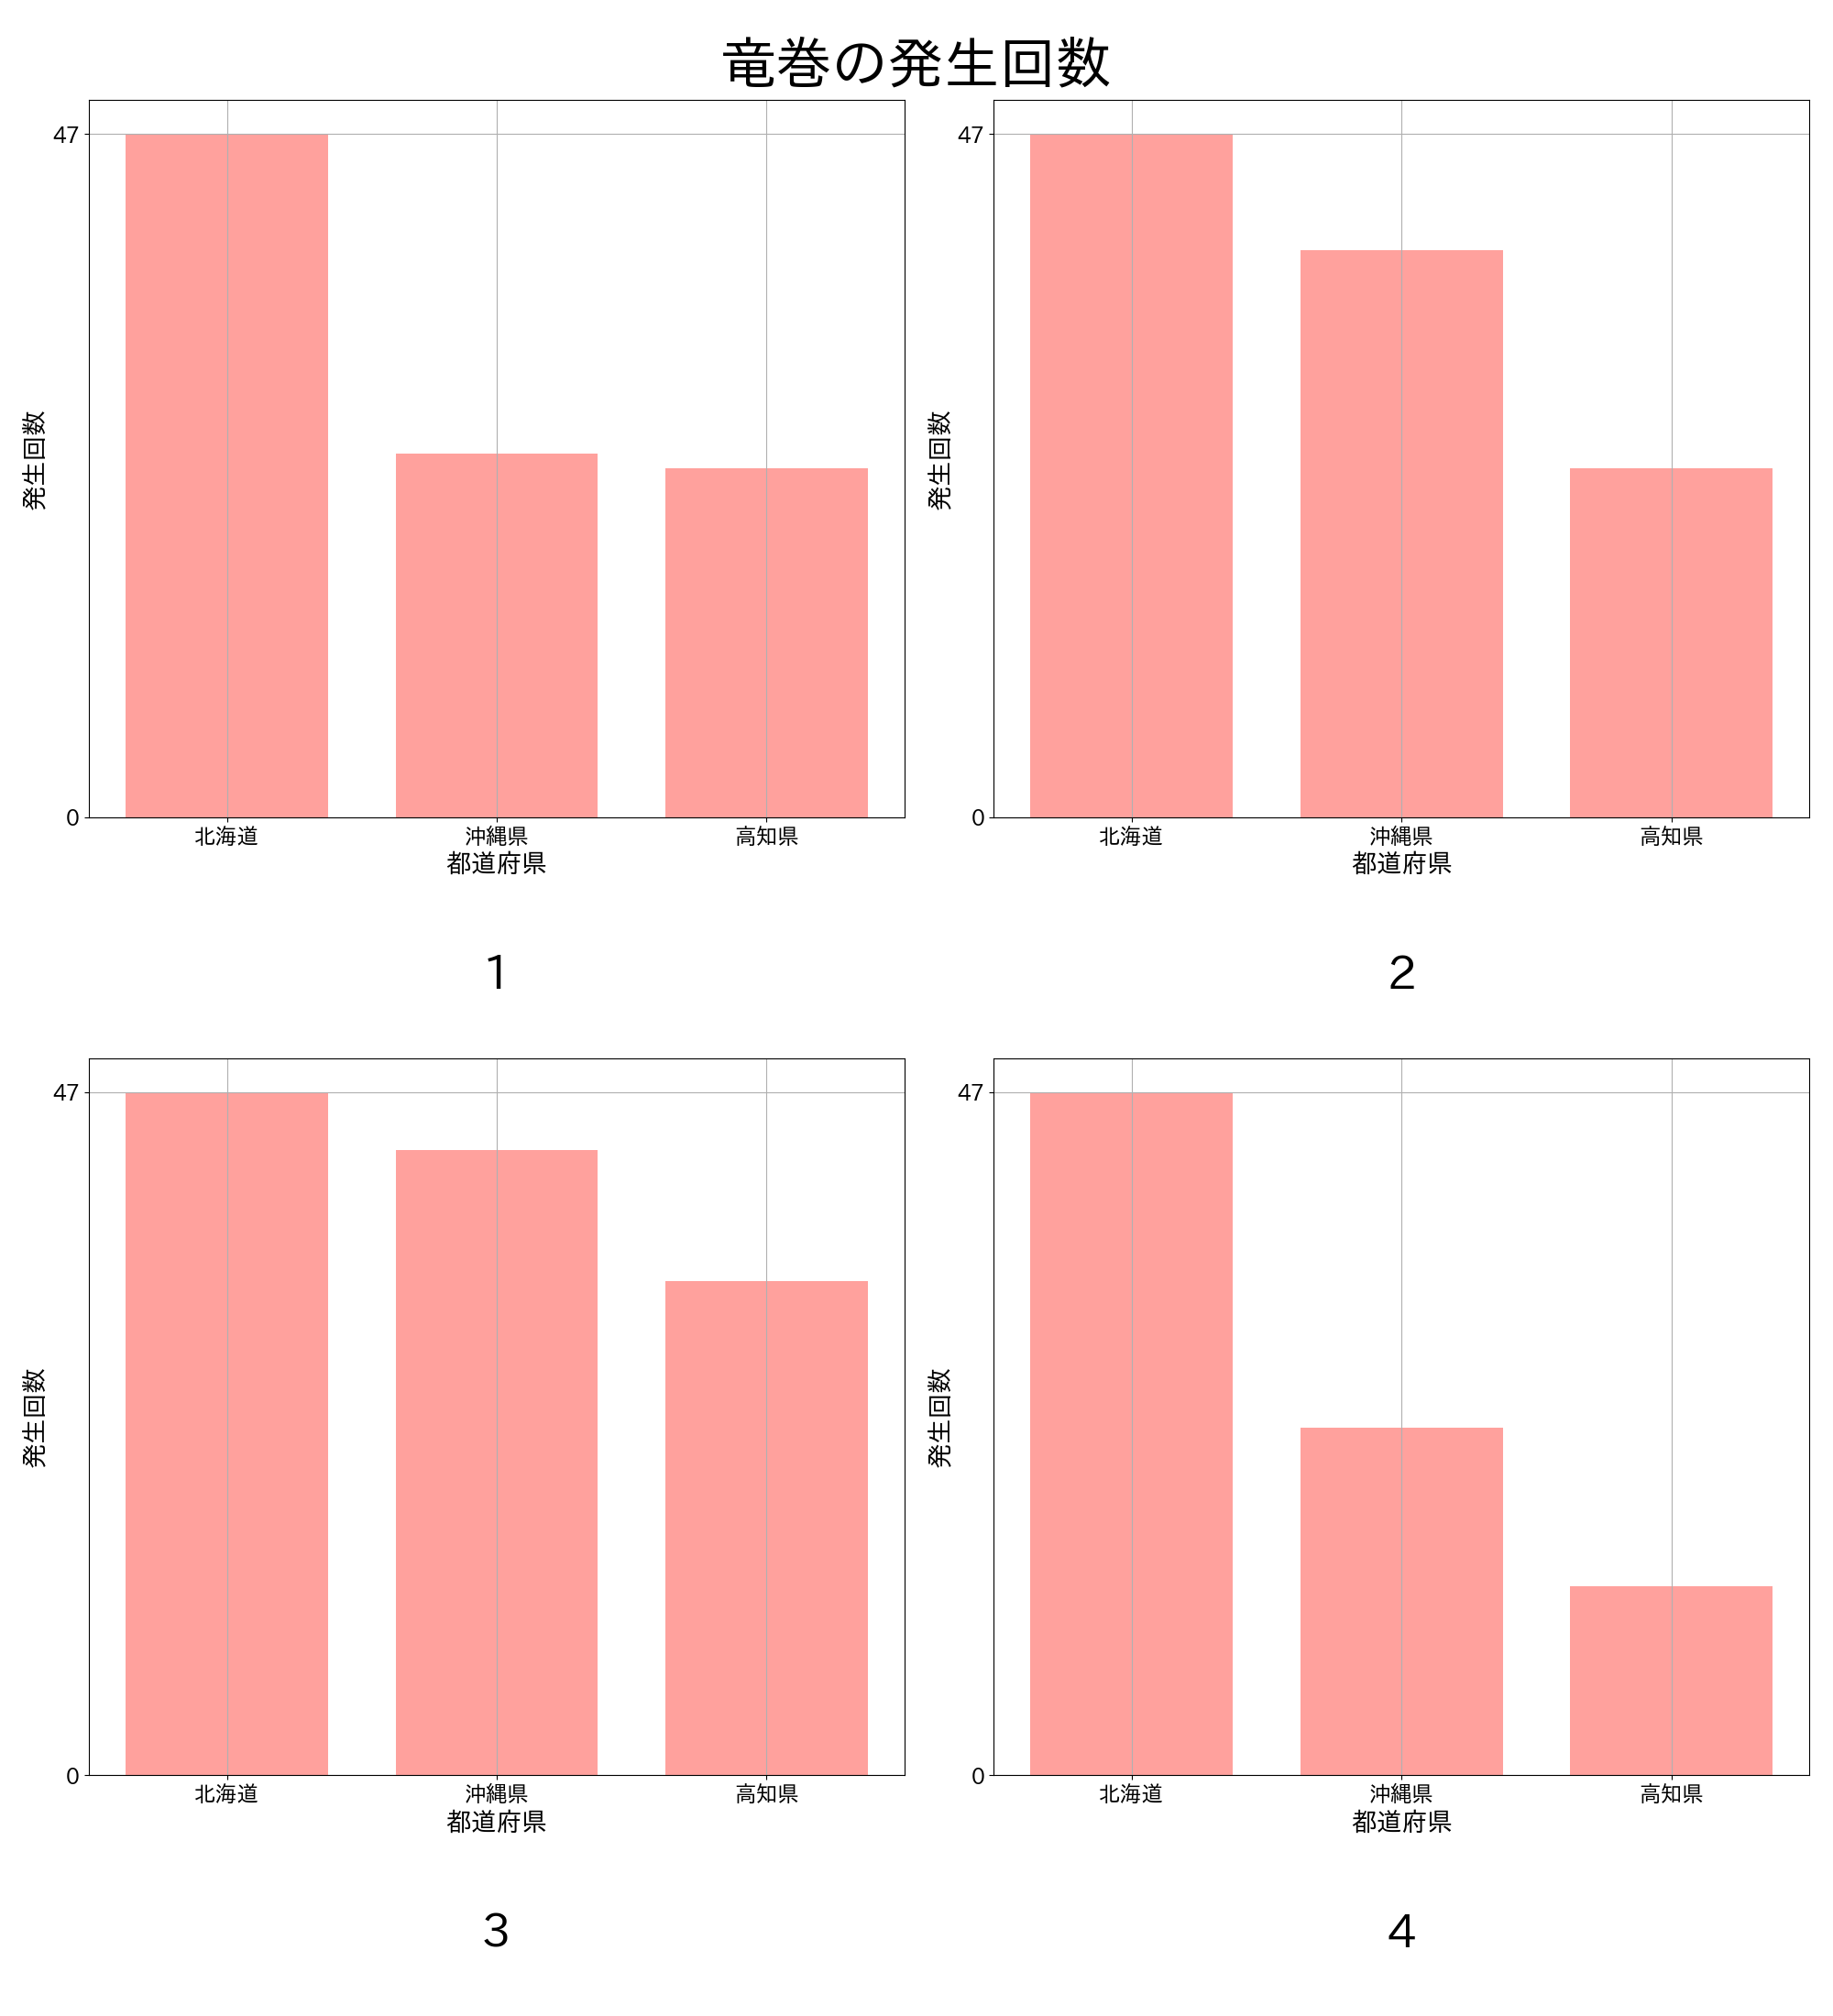 竜巻の発生回数
47
発生回数
0
北海道 沖縄県 高知県
都道府県
1
47
発生回数
0
北海道 沖縄県 高知県
都道府県
2
47
発生回数
0
北海道 沖縄県 高知県
都道府県
3
47
発生回数
0
北海道 沖縄県 高知県
都道府県
4